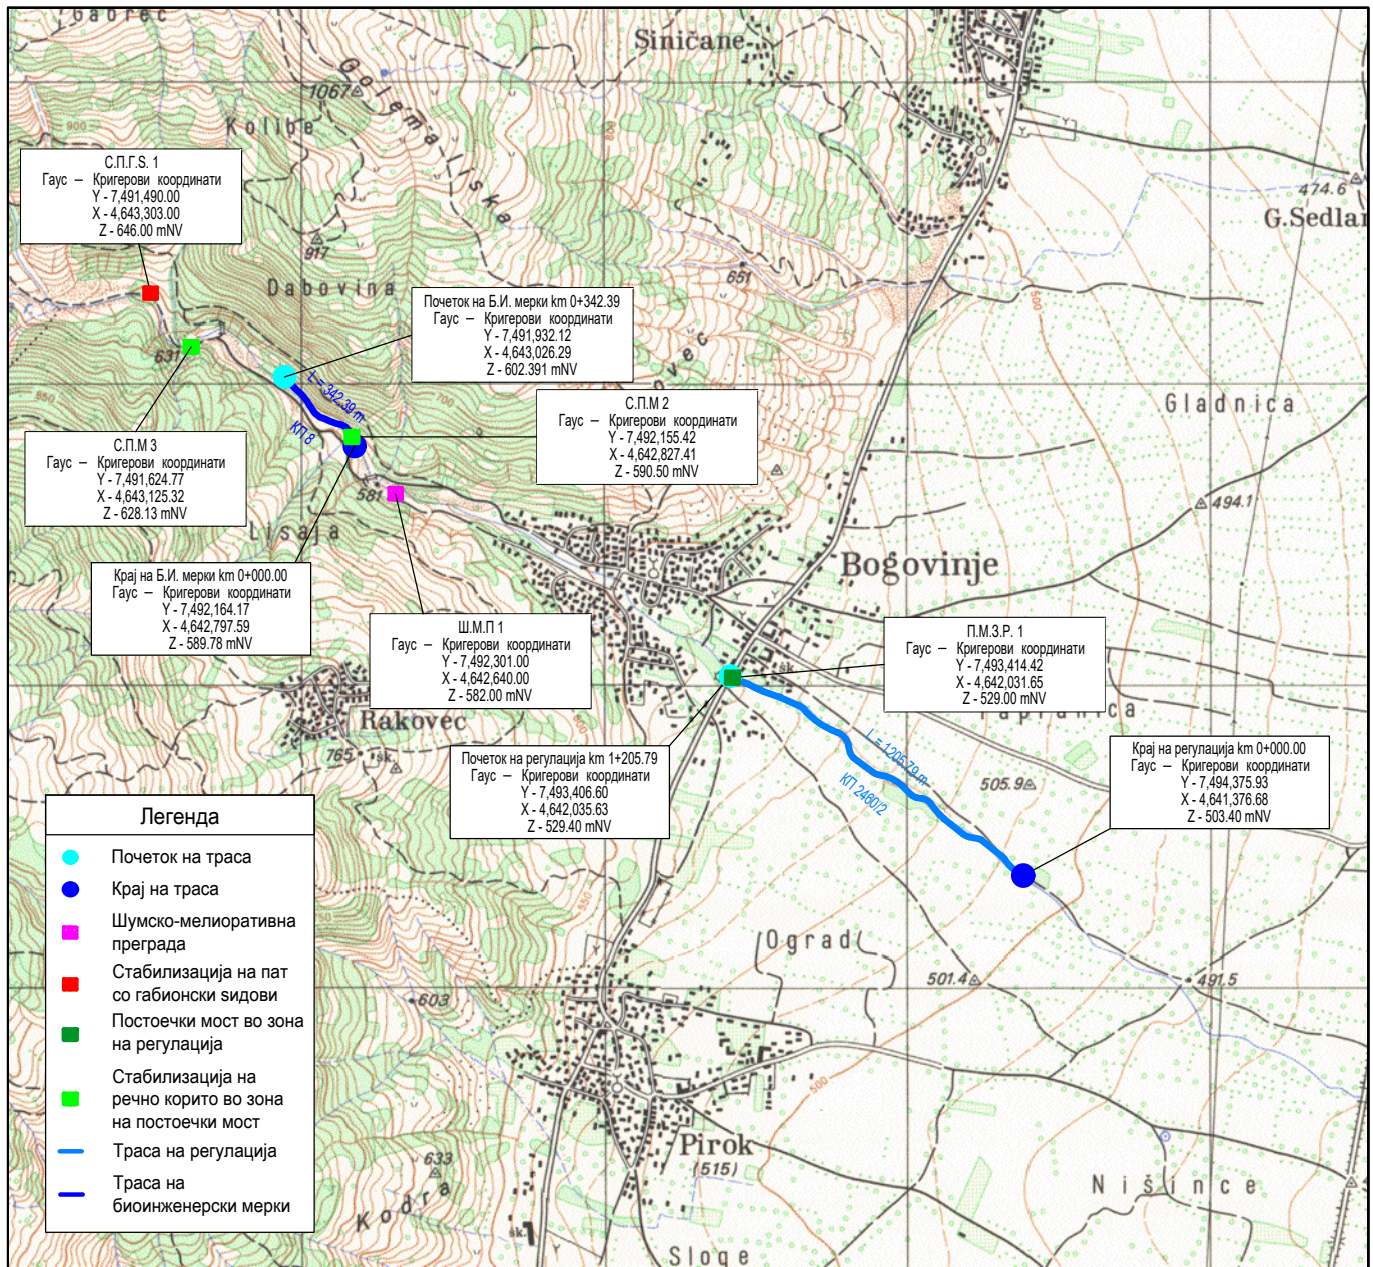 Gabrec
Siničane
Golema Liska
1067
Kolibe
900
С.П.Г.Ѕ. 1
Гаус – Кригерови координати
Y - 7,491,490.00
X - 4,643,303.00
Z - 646.00 mNV
474.6
G.Sedlar
917
Dabovina
651
Почеток на Б.И. мерки km 0+342.39
Гаус – Кригерови координати
Y - 7,491,932.12
X - 4,643,026.29
Z - 602.391 mNV
500
631
L = 342.39 m
КП 8
850
700
С.П.М 2
Гаус – Кригерови координати
Y - 7,492,155.42
X - 4,642,827.41
Z - 590.50 mNV
Gladnica
С.П.М 3
Гаус – Кригерови координати
Y - 7,491,624.77
X - 4,643,125.32
Z - 628.13 mNV
581
494.1
Lisaja
Bogovinje
Крај на Б.И. мерки km 0+000.00
Гаус – Кригерови координати
Y - 7,492,164.17
X - 4,642,797.59
Z - 589.78 mNV
Ш.М.П 1
Гаус – Кригерови координати
Y - 7,492,301.00
X - 4,642,640.00
Z - 582.00 mNV
П.М.З.Р. 1
Гаус – Кригерови координати
Y - 7,493,414.42
X - 4,642,031.65
Z - 529.00 mNV
šk.
Rakovec
765
šk.
Почеток на регулација km 1+205.79
Гаус – Кригерови координати
Y - 7,493,406.60
X - 4,642,035.63
Z - 529.40 mNV
L = 1205.79 m
КП 2460/2
505.9
Крај на регулација km 0+000.00
Гаус – Кригерови координати
Y - 7,494,375.93
X - 4,641,376.68
Z - 503.40 mNV
Легенда
Почеток на траса
Крај на траса
Шумско-мелиоративна
преграда
Стабилизација на пат
со габионски ѕидови
Постоечки мост во зона
на регулација
Стабилизација на
речно корито во зона
на постоечки мост
Траса на регулација
Траса на
биоинженерски мерки
550
Ograd
501.4
491.5
603
500
Pirok
(515)
633
Kodra
Nišince
šk.
Sloge